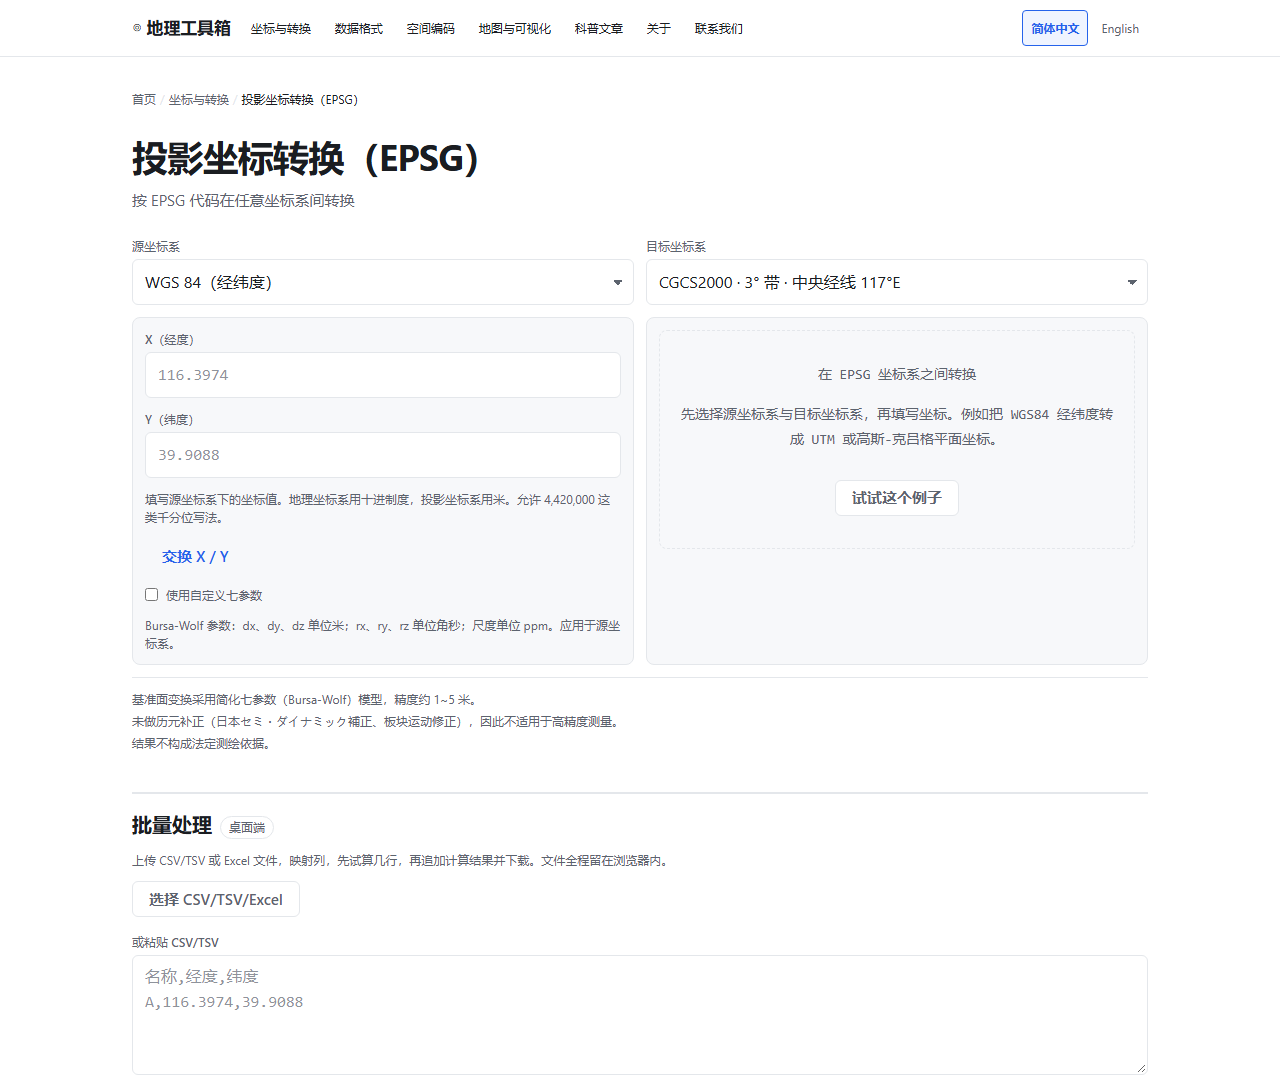 地理工具箱 坐标与转换 数据格式 空间编码 地图与可视化 科普文章 关于 联系我们 简体中文 English
首页 / 坐标与转换 / 投影坐标转换（EPSG）
投影坐标转换（EPSG）
按 EPSG 代码在任意坐标系间转换
源坐标系
WGS 84（经纬度）
目标坐标系
CGCS2000 · 3° 带 · 中央经线 117°E
X（经度）
116.3974
Y（纬度）
39.9088
填写源坐标系下的坐标值。地理坐标系用十进制度，投影坐标系用米。允许 4,420,000 这
类千分位写法。
交换 X / Y
使用自定义七参数
Bursa-Wolf 参数：dx、dy、dz 单位米；rx、ry、rz 单位角秒；尺度单位 ppm。应用于源坐
标系。
在 EPSG 坐标系之间转换
先选择源坐标系与目标坐标系，再填写坐标。例如把 WGS84 经纬度转
成 UTM 或高斯-克吕格平面坐标。
试试这个例子
基准面变换采用简化七参数（Bursa-Wolf）模型，精度约 1~5 米。
未做历元补正（日本セミ・ダイナミック補正、板块运动修正），因此不适用于高精度测量。
结果不构成法定测绘依据。
批量处理 桌面端
上传 CSV/TSV 或 Excel 文件，映射列，先试算几行，再追加计算结果并下载。文件全程留在浏览器内。
选择 CSV/TSV/Excel
或粘贴 CSV/TSV
名称,经度,纬度
A,116.3974,39.9088